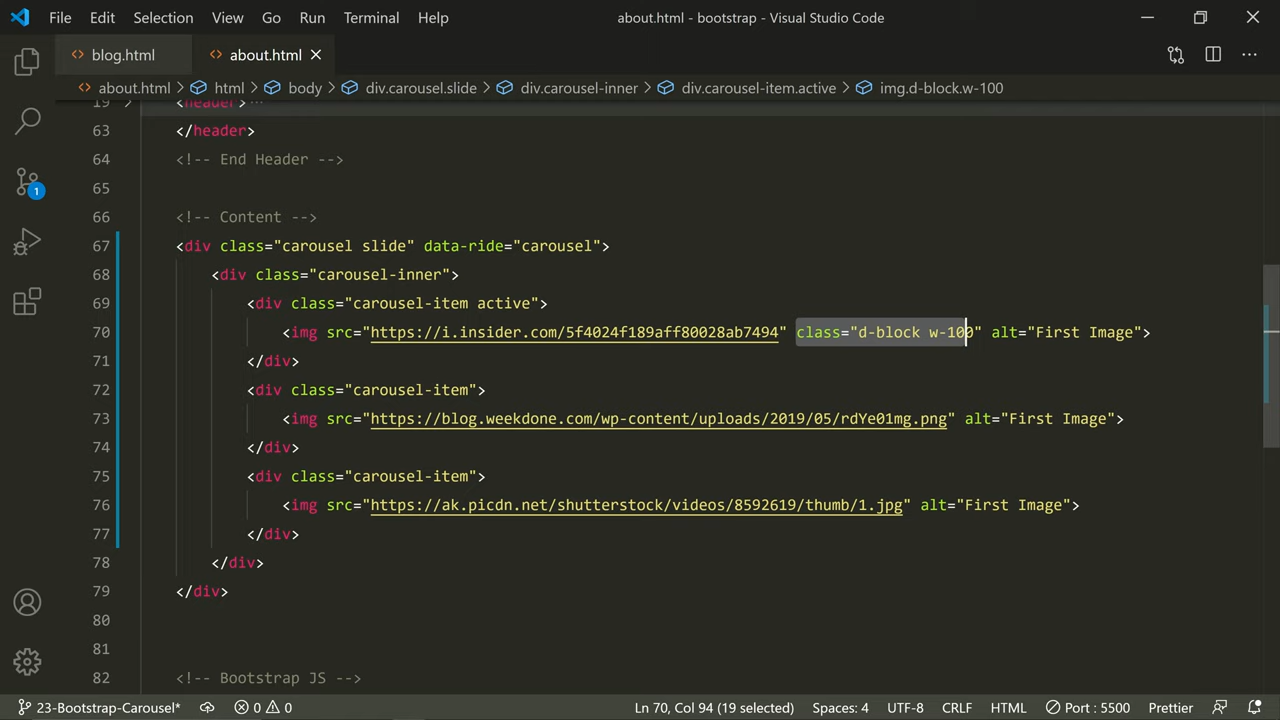 File Edit Selection View Go Run Terminal Help about.html - bootstrap - Visual Studio Code
blog.html about.html
about.html > html > body > div.carousel.slide > div.carousel-inner > div.carousel-item.active > img.d-block.w-100
19 <header> ...
63 </header>
64 <!-- End Header -->
65
66 <!-- Content -->
67 <div class="carousel slide" data-ride="carousel">
68 <div class="carousel-inner">
69 <div class="carousel-item active">
70 <img src="https://i.insider.com/5f4024f189aff80028ab7494" class="d-block w-100" alt="First Image">
71 </div>
72 <div class="carousel-item">
73 <img src="https://blog.weekdone.com/wp-content/uploads/2019/05/rdYe01mg.png" alt="First Image">
74 </div>
75 <div class="carousel-item">
76 <img src="https://ak.picdn.net/shutterstock/videos/8592619/thumb/1.jpg" alt="First Image">
77 </div>
78 </div>
79 </div>
80
81
82 <!-- Bootstrap JS -->
1
23-Bootstrap-Carousel* 0 0 Ln 70, Col 94 (19 selected) Spaces: 4 UTF-8 CRLF HTML Port : 5500 Prettier